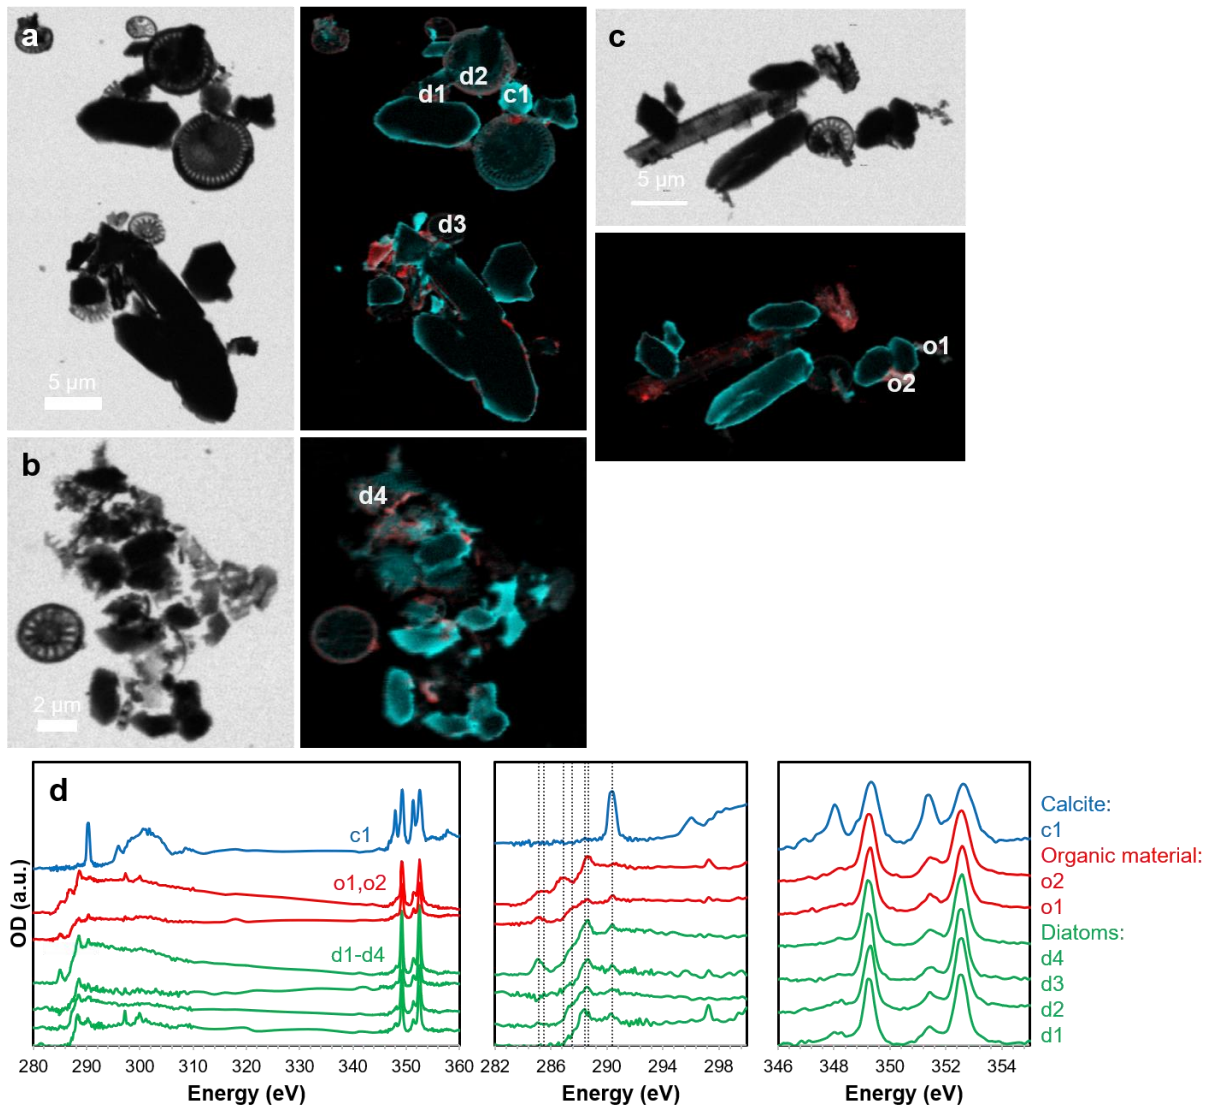 a
d2
d1
c1
d3
5 µm
c
5 µm
o1
o2
b
d4
2 µm
d
c1
o1,o2
d1-d4
OD (a.u.)
280 290 300 310 320 330 340 350 360
Energy (eV)
282 286 290 294 298
Energy (eV)
346 348 350 352 354
Energy (eV)
Calcite:
c1
Organic material:
o2
o1
Diatoms:
d4
d3
d2
d1